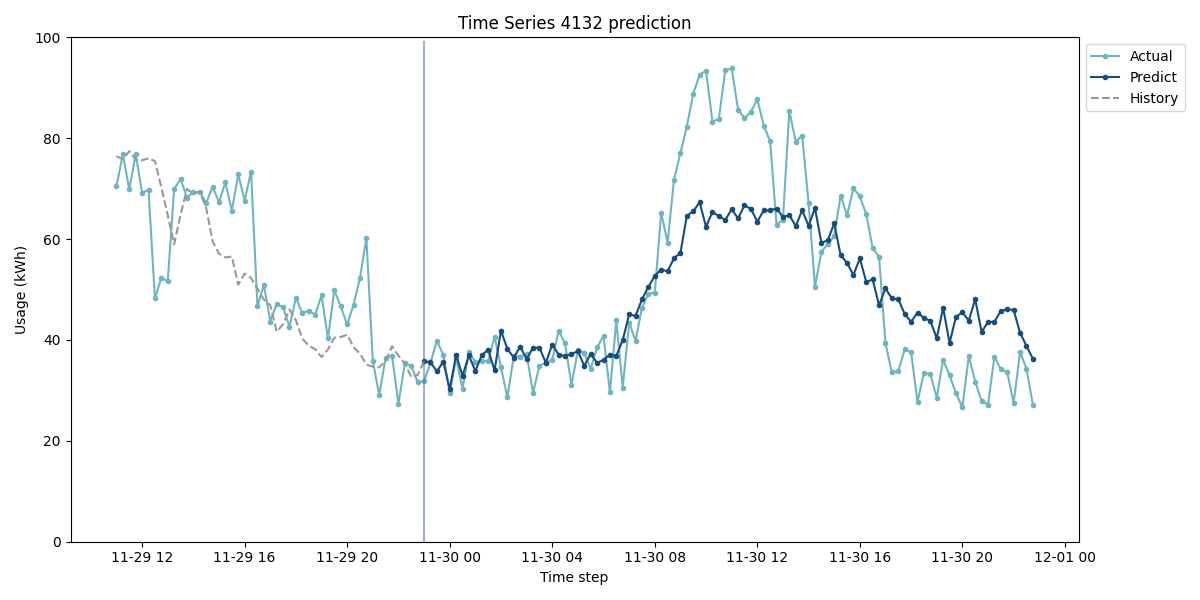 Time Series 4132 prediction
Usage (kWh)
100
80
60
40
20
0
11-29 12
11-29 16
11-29 20
11-30 00
11-30 04
11-30 08
11-30 12
11-30 16
11-30 20
12-01 00
Time step
Actual
Predict
History